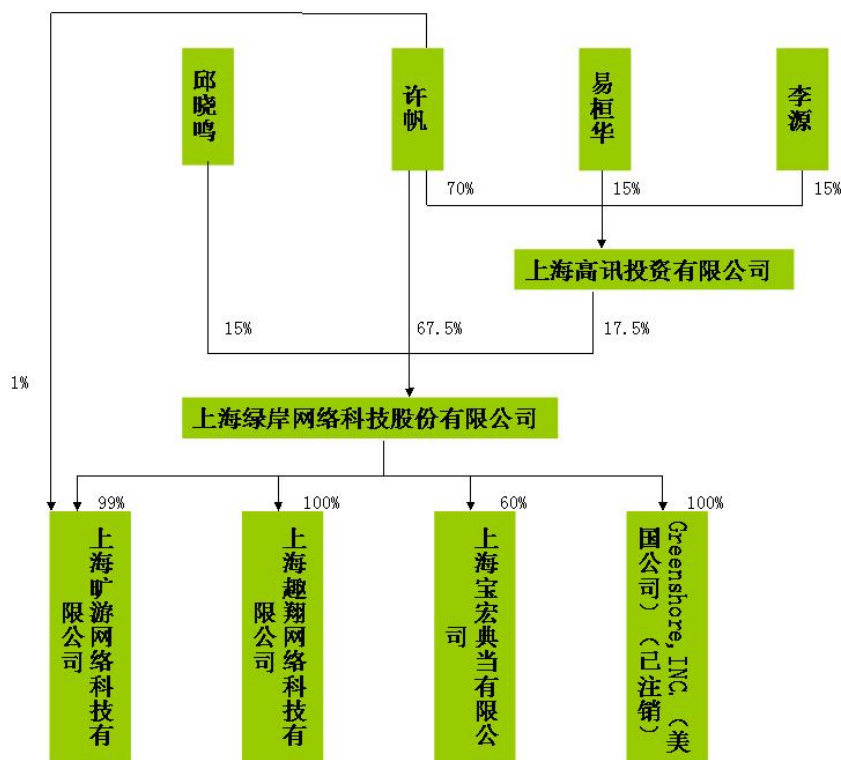 邱晓鸣
许帆
易桓华
李源
70%
15%
15%
上海高讯投资有限公司
15%
67.5%
17.5%
1%
上海绿岸网络科技股份有限公司
99%
100%
60%
100%
上海旷游网络科技有
限公司
上海趣翔网络科技有
限公司
上海宝宏典当有限公
司
Greenshore,INC.（美
国公司）（已注销）